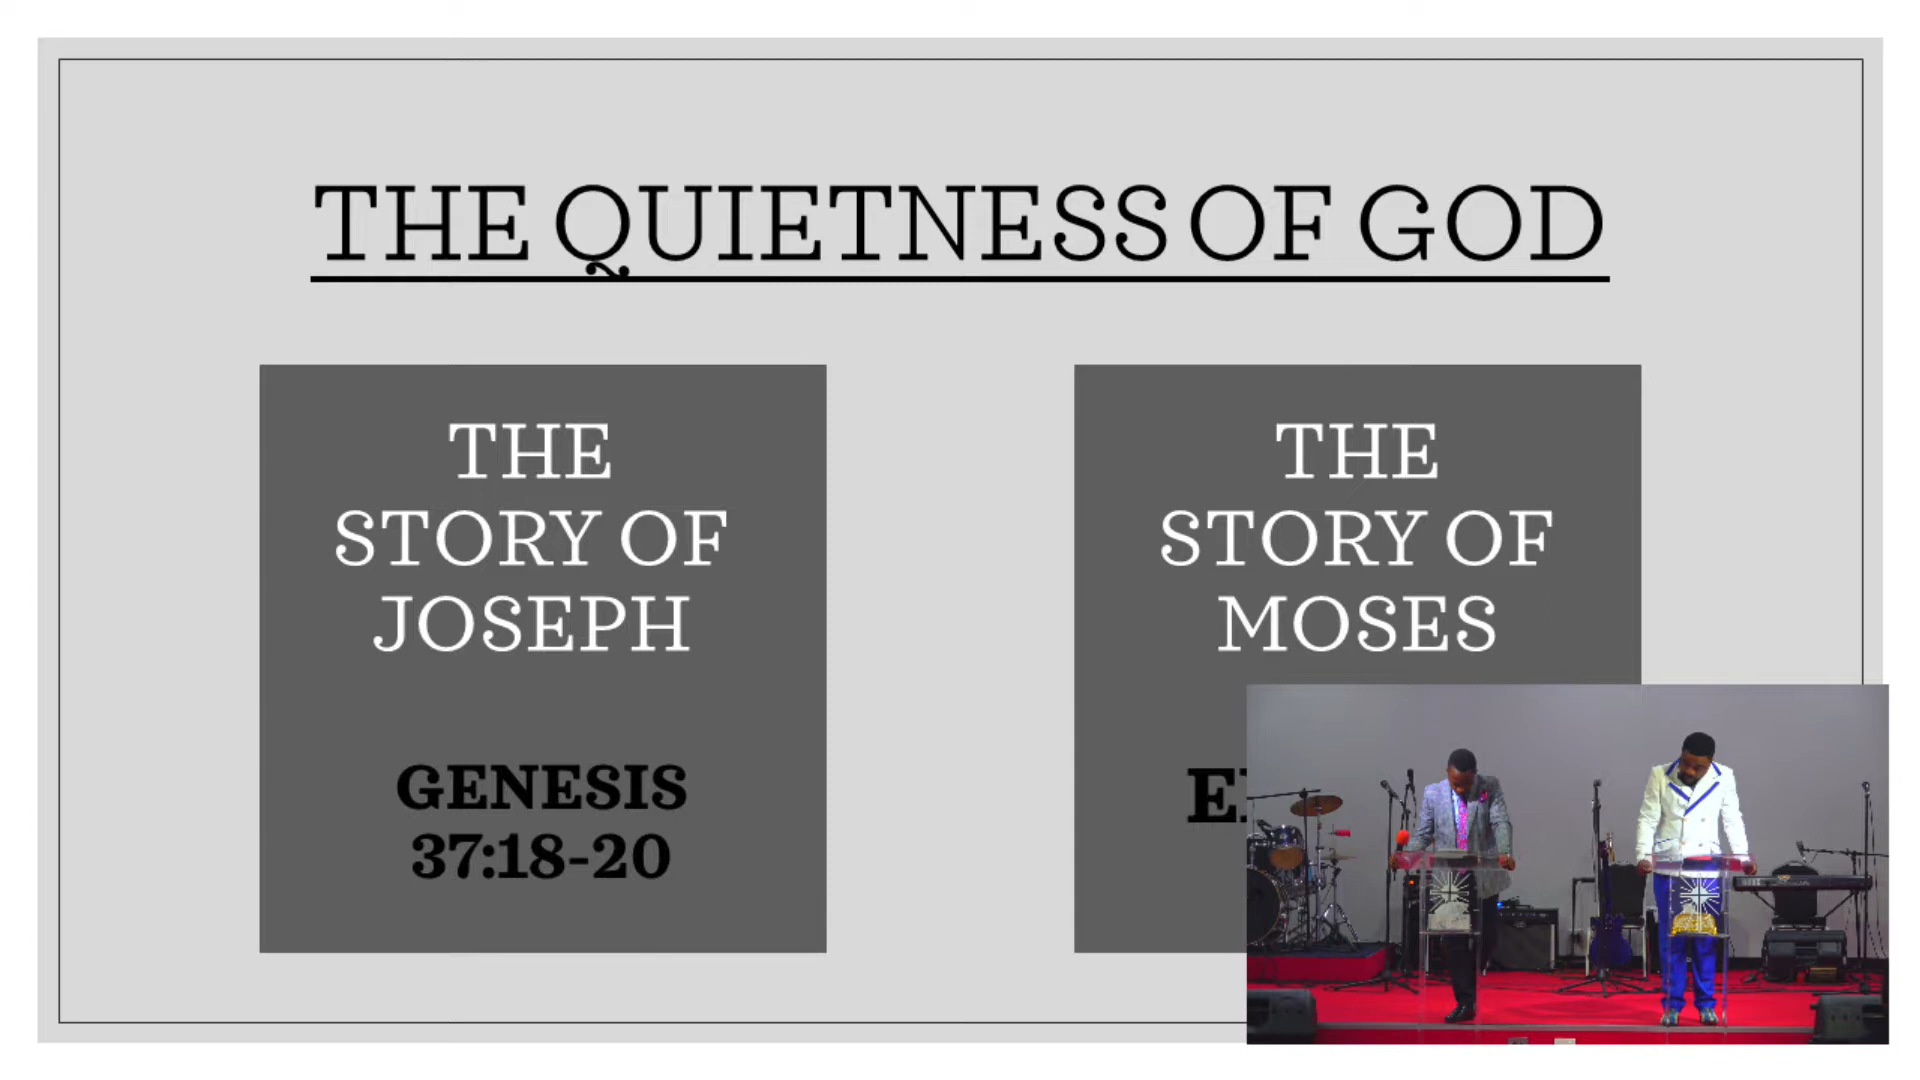 THE QUIETNESS OF GOD
THE
STORY OF
JOSEPH
GENESIS
37:18-20
THE
STORY OF
MOSES